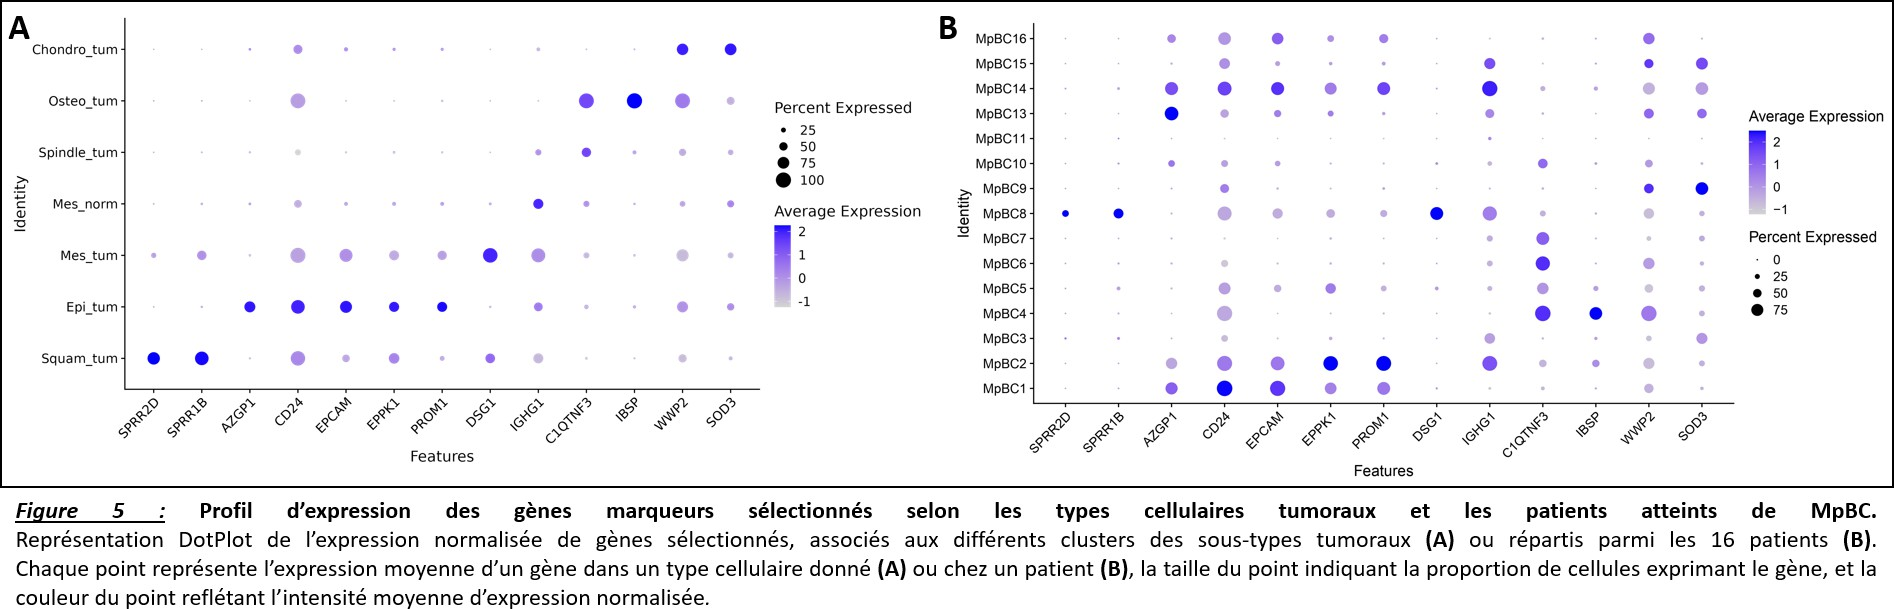 A
Chondro_tum
Osteo_tum
Spindle_tum
Mes_norm
Mes_tum
Epi_tum
Squam_tum
Identity
SPRR2D
SPRR1B
AZGP1
CD24
EPCAM
EPPK1
PROM1
DSG1
IGHG1
C1QTNF3
IBSP
WWP2
SOD3
Features
Percent Expressed
25
50
75
100
Average Expression
2
1
0
-1
B
MpBC16
MpBC15
MpBC14
MpBC13
MpBC11
MpBC10
MpBC9
MpBC8
MpBC7
MpBC6
MpBC5
MpBC4
MpBC3
MpBC2
MpBC1
Identity
SPRR2D
SPRR1B
AZGP1
CD24
EPCAM
EPPK1
PROM1
DSG1
IGHG1
C1QTNF3
IBSP
WWP2
SOD3
Features
Average Expression
2
1
0
−1
Percent Expressed
0
25
50
75
Figure 5 : Profil d’expression des gènes marqueurs sélectionnés selon les types cellulaires tumoraux et les patients atteints de MpBC.
Représentation DotPlot de l’expression normalisée de gènes sélectionnés, associés aux différents clusters des sous-types tumoraux (A) ou répartis parmi les 16 patients (B).
Chaque point représente l’expression moyenne d’un gène dans un type cellulaire donné (A) ou chez un patient (B), la taille du point indiquant la proportion de cellules exprimant le gène, et la
couleur du point reflétant l’intensité moyenne d’expression normalisée.